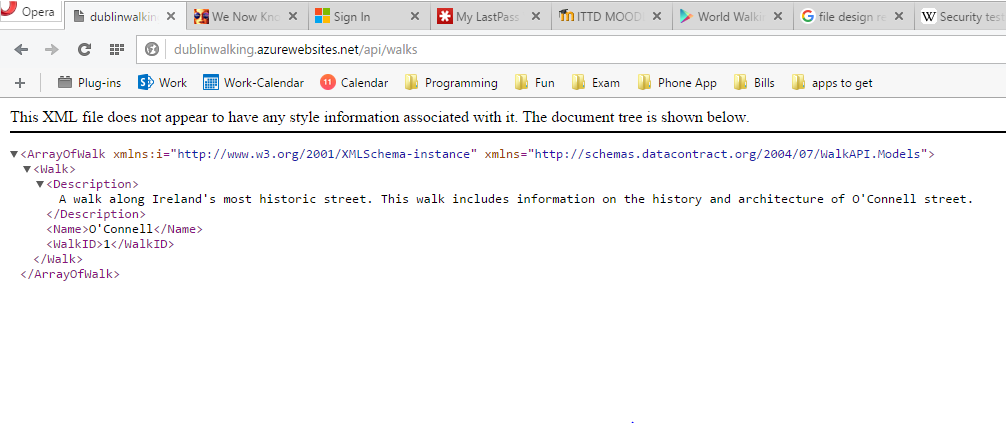 Opera
dublinwalkin
We Now Kno
Sign In
My LastPass
ITTD MOOD
World Walkin
file design re
Security test
dublinwalking.azurewebsites.net/api/walks
Plug-ins
Work
Work-Calendar
11 Calendar
Programming
Fun
Exam
Phone App
Bills
apps to get
This XML file does not appear to have any style information associated with it. The document tree is shown below.
▼<ArrayOfWalk xmlns:i="http://www.w3.org/2001/XMLSchema-instance" xmlns="http://schemas.datacontract.org/2004/07/WalkAPI.Models">
▼<Walk>
▼<Description>
A walk along Ireland's most historic street. This walk includes information on the history and architecture of O'Connell street.
</Description>
<Name>O'Connell</Name>
<WalkID>1</WalkID>
</Walk>
</ArrayOfWalk>